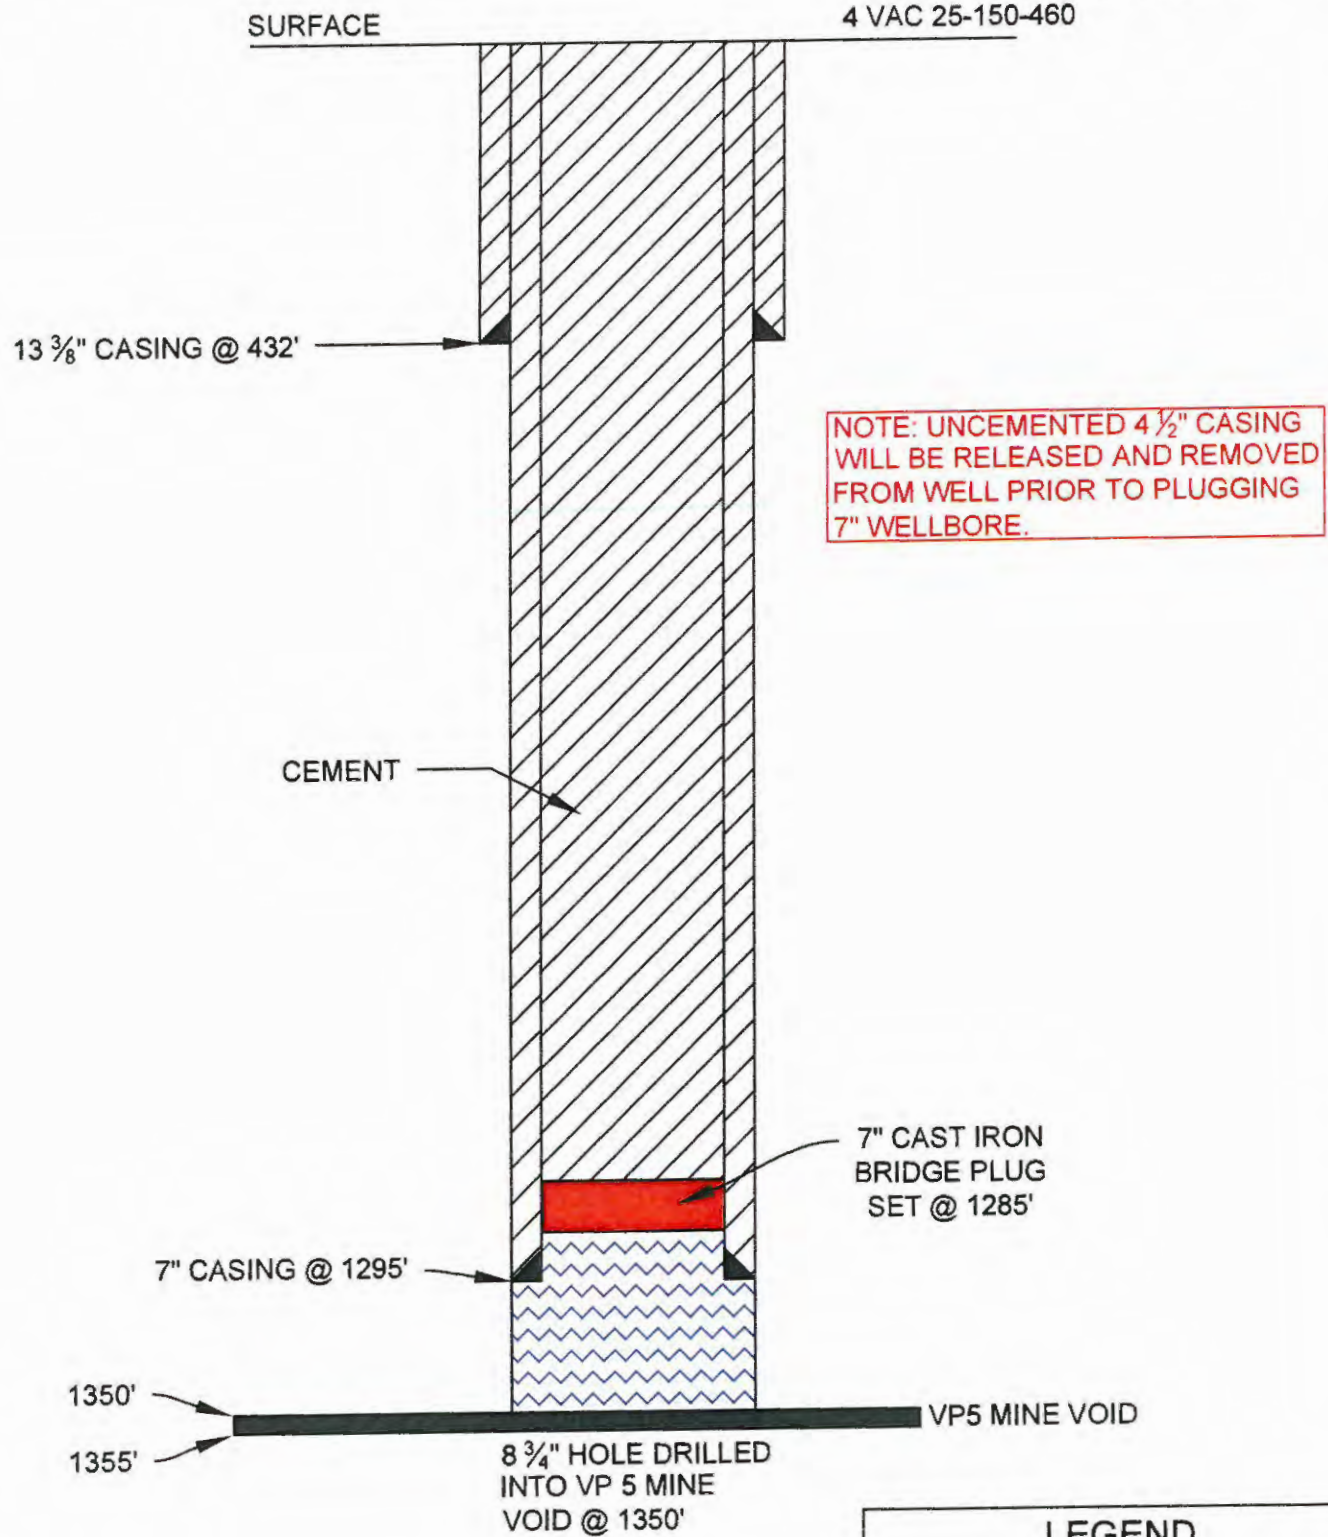 SURFACE
4 VAC 25-150-460
13 ⅜" CASING @ 432'
NOTE: UNCEMENTED 4 ½" CASING
WILL BE RELEASED AND REMOVED
FROM WELL PRIOR TO PLUGGING
7" WELLBORE.
CEMENT
7" CAST IRON
BRIDGE PLUG
SET @ 1285'
7" CASING @ 1295'
1350'
1355'
VP5 MINE VOID
8 ¾" HOLE DRILLED
INTO VP 5 MINE
VOID @ 1350'
LEGEND